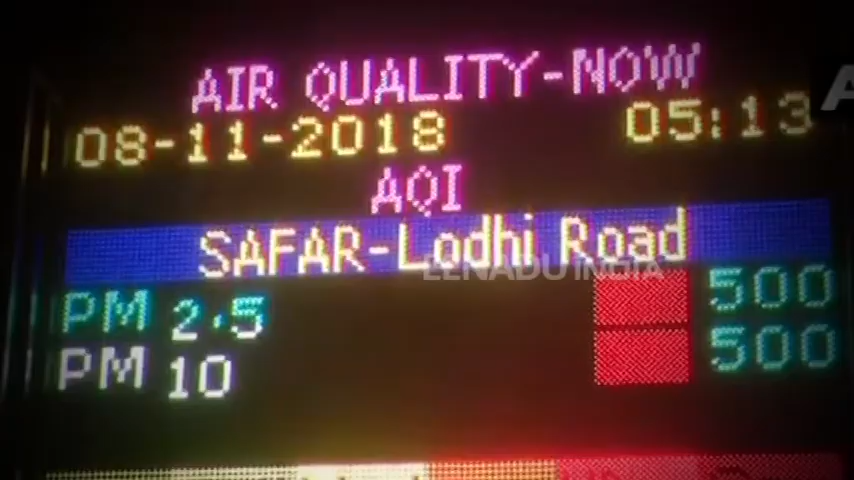 AIR QUALITY-NOW
08-11-2018 05:13
AQI
SAFAR-Lodhi Road
EENADU INDIA
PM 2.5 500
PM 10 500